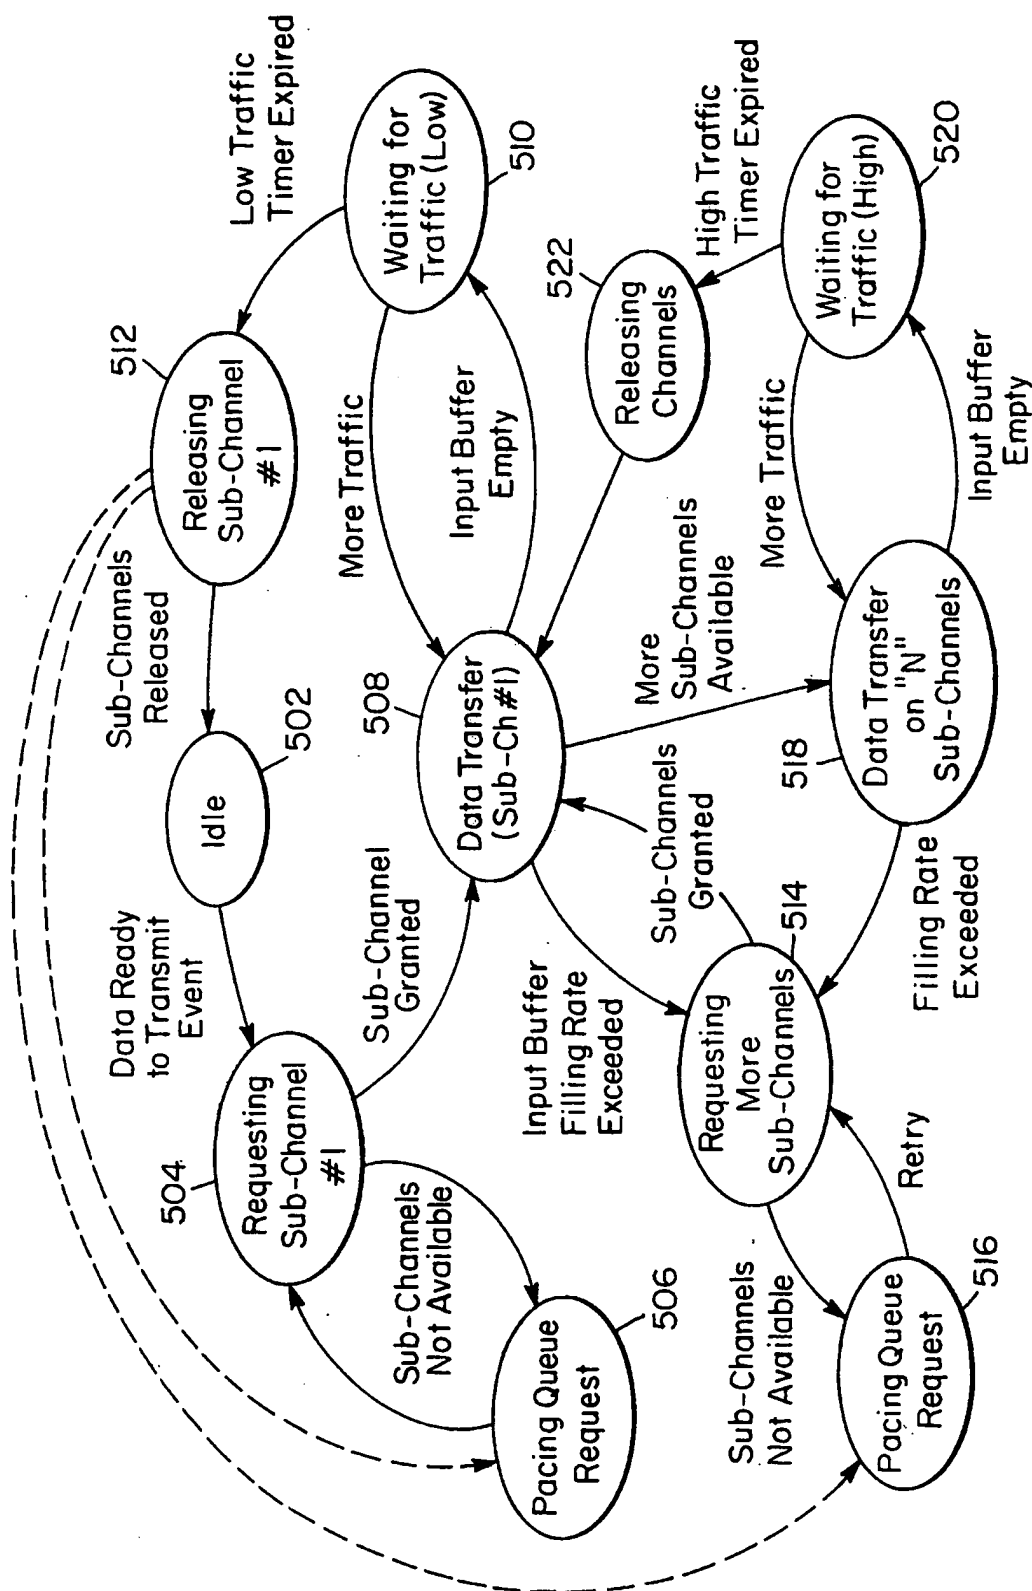 Low Traffic
Timer Expired
512
Releasing
Sub-Channel
#1
Waiting for
Traffic (Low)
510
Sub-Channels
Released
More Traffic
Input Buffer
Empty
Idle
502
508
Data Transfer
(Sub-Ch#1)
522
Releasing
Channels
High Traffic
Timer Expired
Waiting for
Traffic (High)
520
Data Ready
to Transmit
Event
504
Requesting
Sub-Channel
#1
Sub-Channel
Granted
More
Sub-Channels
Available
More Traffic
Input Buffer
Empty
Sub-Channels
Not Available
Pacing Queue
Request
506
Input Buffer
Filling Rate
Exceeded
Sub-Channels
Granted
518
Data Transfer
on "N"
Sub-Channels
514
Requesting
More
Sub-Channels
Filling Rate
Exceeded
Sub-Channels
Not Available
Retry
Pacing Queue
Request
516